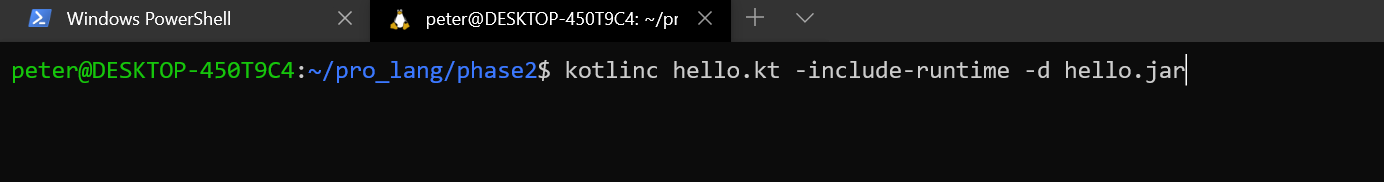 Windows PowerShell
peter@DESKTOP-450T9C4: ~/pr
peter@DESKTOP-450T9C4:~/pro_lang/phase2$ kotlinc hello.kt -include-runtime -d hello.jar